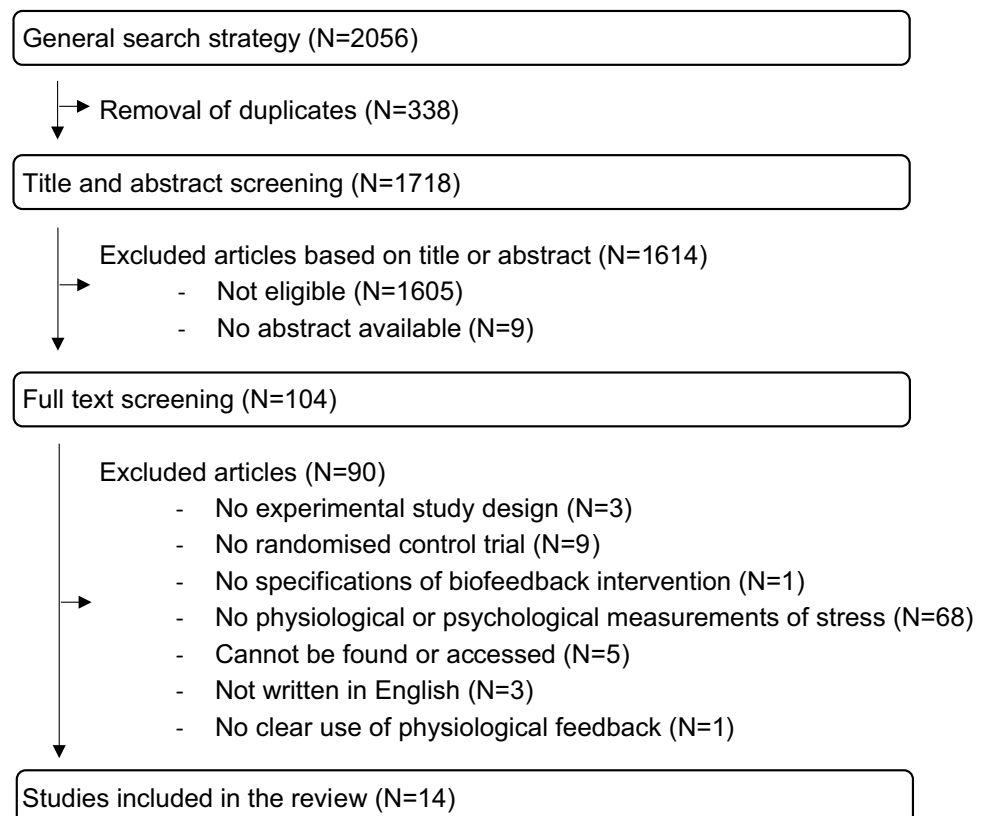 General search strategy (N=2056)
Removal of duplicates (N=338)
Title and abstract screening (N=1718)
Excluded articles based on title or abstract (N=1614)
- Not eligible (N=1605)
- No abstract available (N=9)
Full text screening (N=104)
Excluded articles (N=90)
- No experimental study design (N=3)
- No randomised control trial (N=9)
- No specifications of biofeedback intervention (N=1)
- No physiological or psychological measurements of stress (N=68)
- Cannot be found or accessed (N=5)
- Not written in English (N=3)
- No clear use of physiological feedback (N=1)
Studies included in the review (N=14)